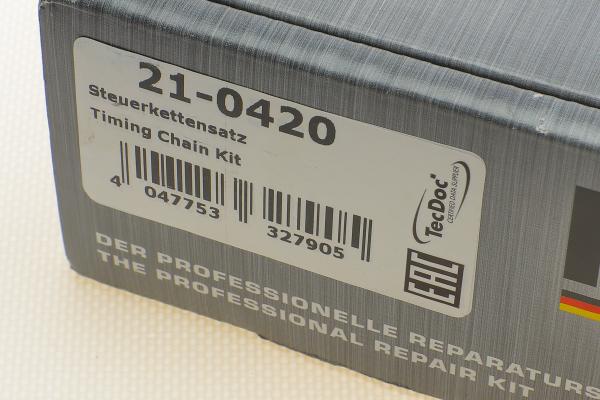 21-0420
Steuerkettensatz
Timing Chain Kit
4 047753 327905
TecDoc
CERTIFIED DATA SUPPLIER
EAC
DER PROFESSIONELLE REPARATURS
THE PROFESSIONAL REPAIR KIT